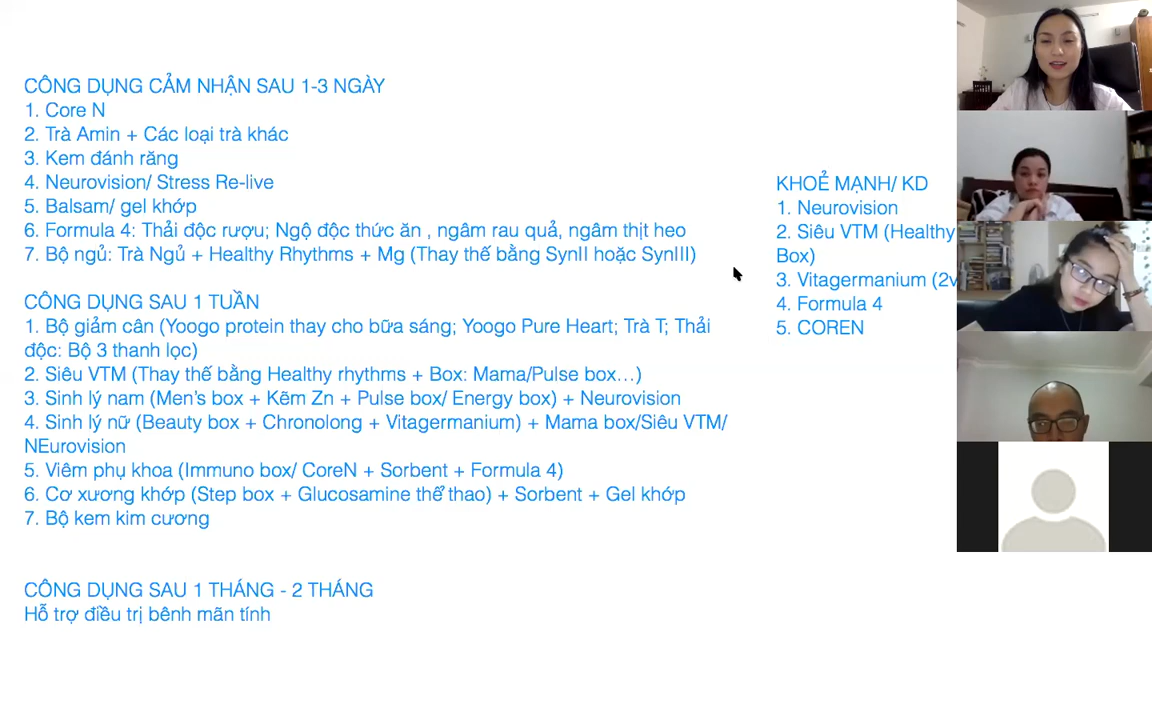 CÔNG DỤNG CẢM NHẬN SAU 1-3 NGÀY
1. Core N
2. Trà Amin + Các loại trà khác
3. Kem đánh răng
4. Neurovision/ Stress Re-live
5. Balsam/ gel khớp
6. Formula 4: Thải độc rượu; Ngộ độc thức ăn , ngâm rau quả, ngâm thịt heo
7. Bộ ngủ: Trà Ngủ + Healthy Rhythms + Mg (Thay thế bằng SynII hoặc SynIII)
CÔNG DỤNG SAU 1 TUẦN
1. Bộ giảm cân (Yoogo protein thay cho bữa sáng; Yoogo Pure Heart; Trà T; Thải
độc: Bộ 3 thanh lọc)
2. Siêu VTM (Thay thế bằng Healthy rhythms + Box: Mama/Pulse box...)
3. Sinh lý nam (Men's box + Kẽm Zn + Pulse box/ Energy box) + Neurovision
4. Sinh lý nữ (Beauty box + Chronolong + Vitagermanium) + Mama box/Siêu VTM/
NEurovision
5. Viêm phụ khoa (Immuno box/ CoreN + Sorbent + Formula 4)
6. Cơ xương khớp (Step box + Glucosamine thể thao) + Sorbent + Gel khớp
7. Bộ kem kim cương
CÔNG DỤNG SAU 1 THÁNG - 2 THÁNG
Hỗ trợ điều trị bênh mãn tính
KHOẺ MẠNH/ KD
1. Neurovision
2. Siêu VTM (Healthy
Box)
3. Vitagermanium (2v
4. Formula 4
5. COREN